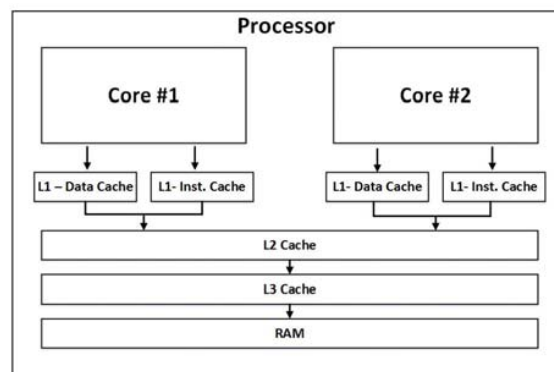 Processor
Core #1
Core #2
L1 – Data Cache
L1- Inst. Cache
L1- Data Cache
L1- Inst. Cache
L2 Cache
L3 Cache
RAM